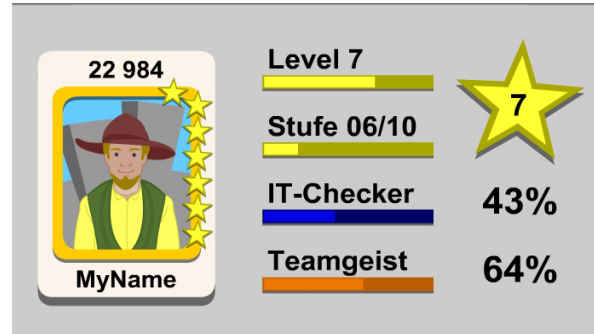 22 984
MyName
Level 7
7
Stufe 06/10
IT-Checker 43%
Teamgeist 64%